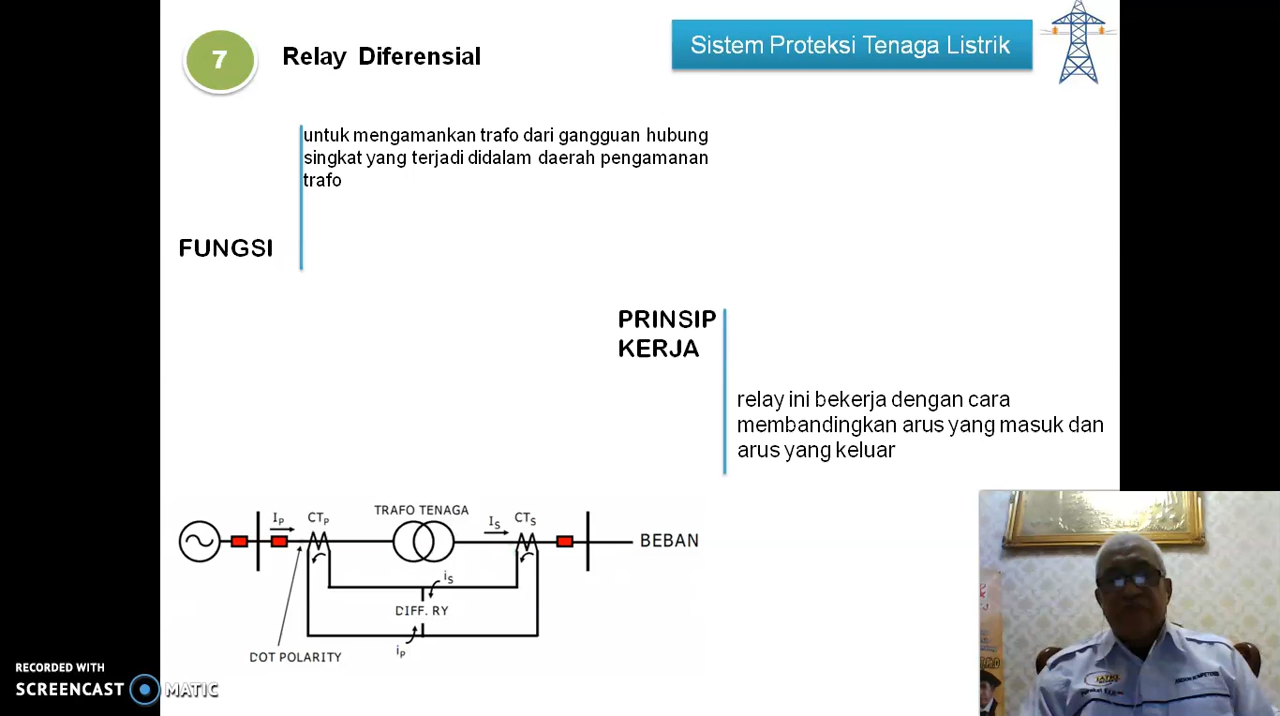 7
Relay Diferensial
Sistem Proteksi Tenaga Listrik
untuk mengamankan trafo dari gangguan hubung
singkat yang terjadi didalam daerah pengamanan
trafo
FUNGSI
PRINSIP
KERJA
relay ini bekerja dengan cara
membandingkan arus yang masuk dan
arus yang keluar
TRAFO TENAGA
Ip CTp
Is CTs
BEBAN
is
DIFF. RY
ip
DOT POLARITY
RECORDED WITH
SCREENCAST MATIC